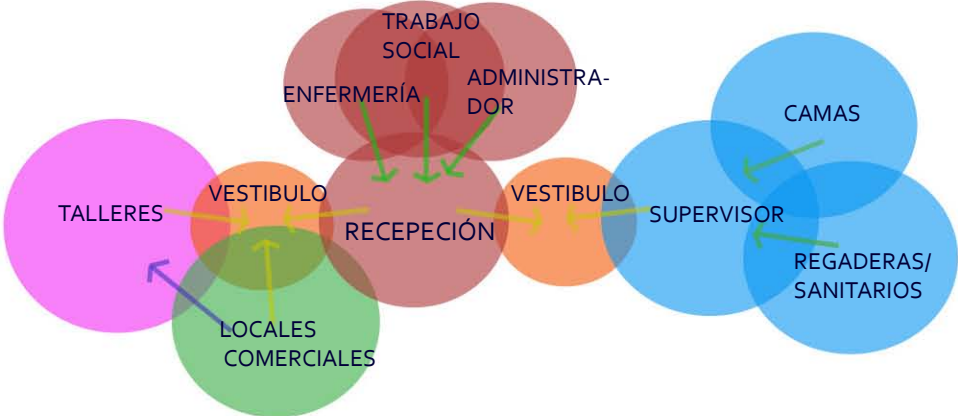 TRABAJO
SOCIAL
ENFERMERÍA
ADMINISTRA-
DOR
CAMAS
TALLERES
VESTIBULO
RECEPECIÓN
VESTIBULO
SUPERVISOR
REGADERAS/
SANITARIOS
LOCALES
COMERCIALES